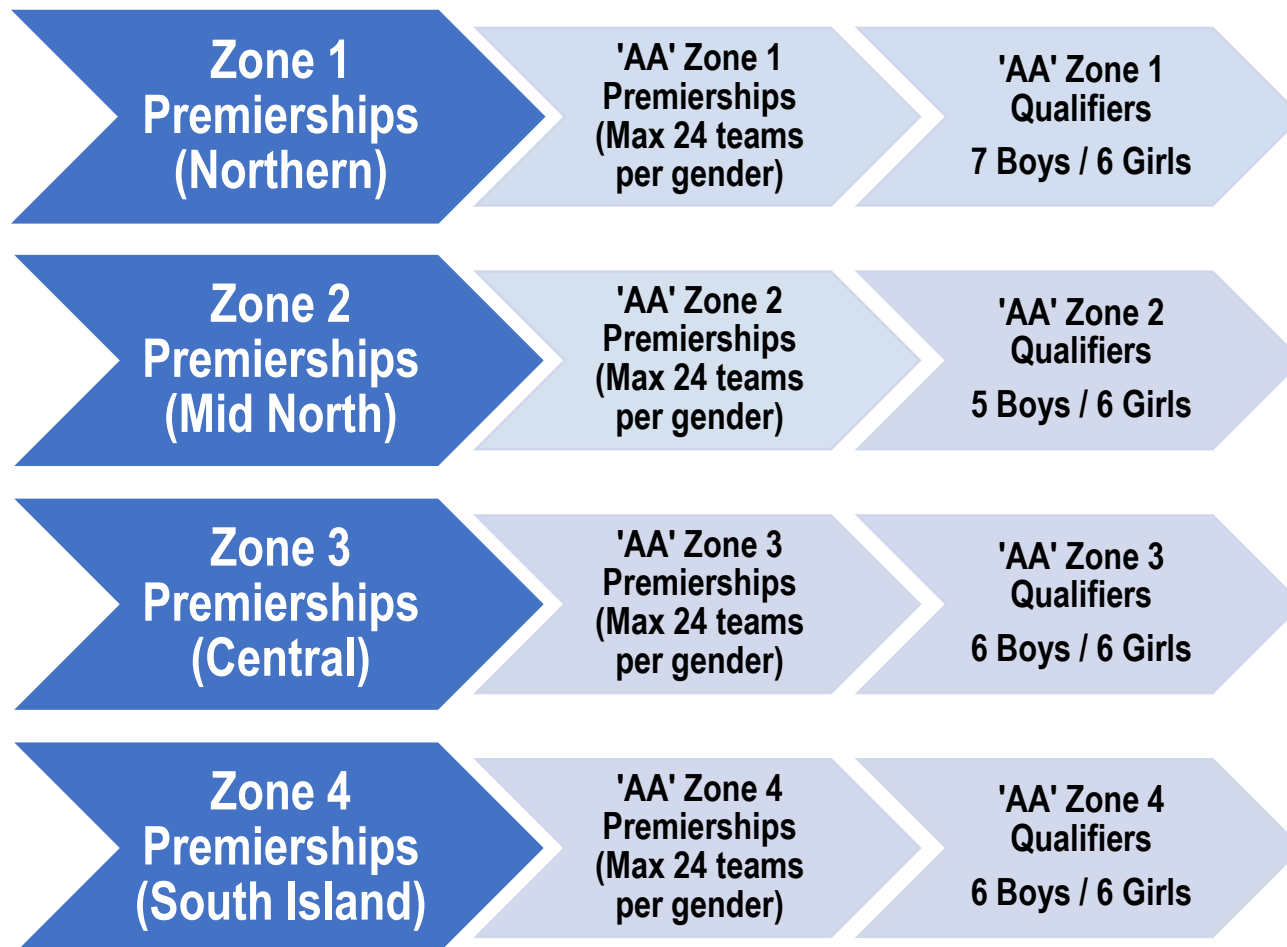 Zone 1
Premierships
(Northern)
'AA' Zone 1
Premierships
(Max 24 teams
per gender)
'AA' Zone 1
Qualifiers
7 Boys / 6 Girls
Zone 2
Premierships
(Mid North)
'AA' Zone 2
Premierships
(Max 24 teams
per gender)
'AA' Zone 2
Qualifiers
5 Boys / 6 Girls
Zone 3
Premierships
(Central)
'AA' Zone 3
Premierships
(Max 24 teams
per gender)
'AA' Zone 3
Qualifiers
6 Boys / 6 Girls
Zone 4
Premierships
(South Island)
'AA' Zone 4
Premierships
(Max 24 teams
per gender)
'AA' Zone 4
Qualifiers
6 Boys / 6 Girls